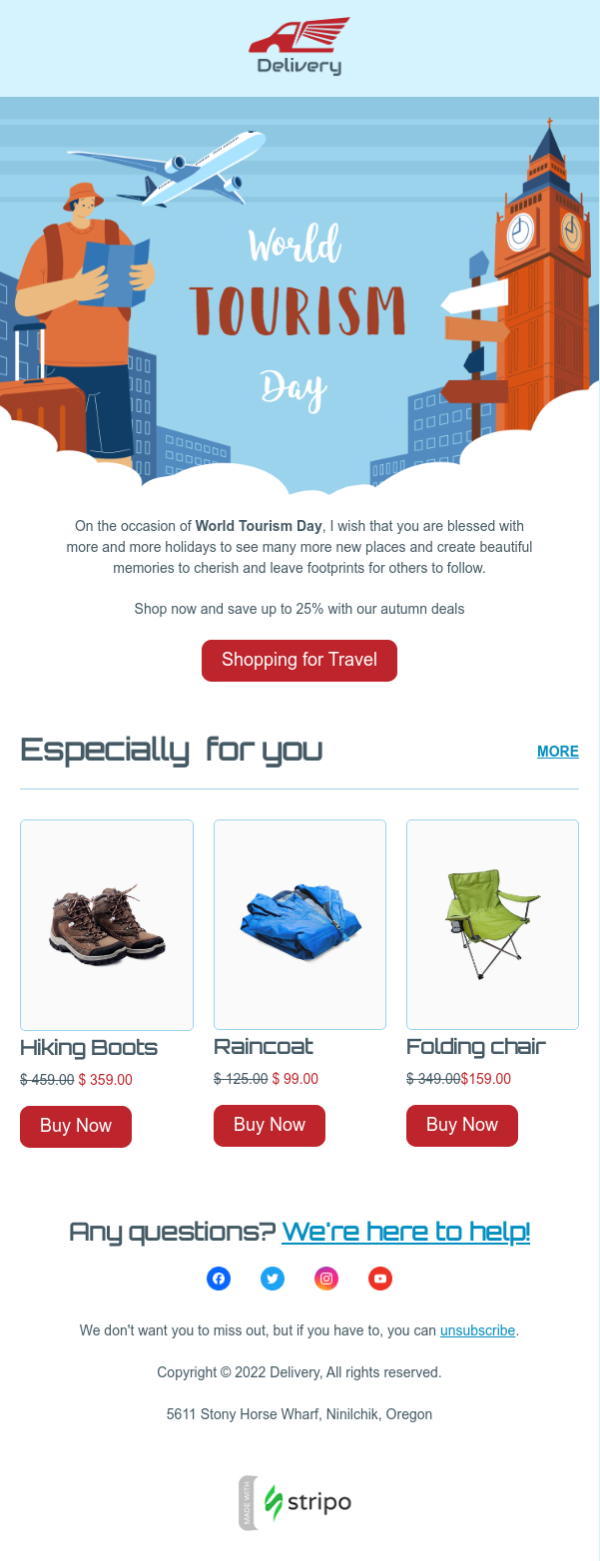 Delivery
World
TOURISM
Day
On the occasion of World Tourism Day, I wish that you are blessed with
more and more holidays to see many more new places and create beautiful
memories to cherish and leave footprints for others to follow.
Shop now and save up to 25% with our autumn deals
Shopping for Travel
Especially for you
MORE
Hiking Boots
$ 459.00 $ 359.00
Buy Now
Raincoat
$ 125.00 $ 99.00
Buy Now
Folding chair
$ 349.00$159.00
Buy Now
Any questions? We're here to help!
We don't want you to miss out, but if you have to, you can unsubscribe.
Copyright © 2022 Delivery, All rights reserved.
5611 Stony Horse Wharf, Ninilchik, Oregon
MADE WITH
stripo